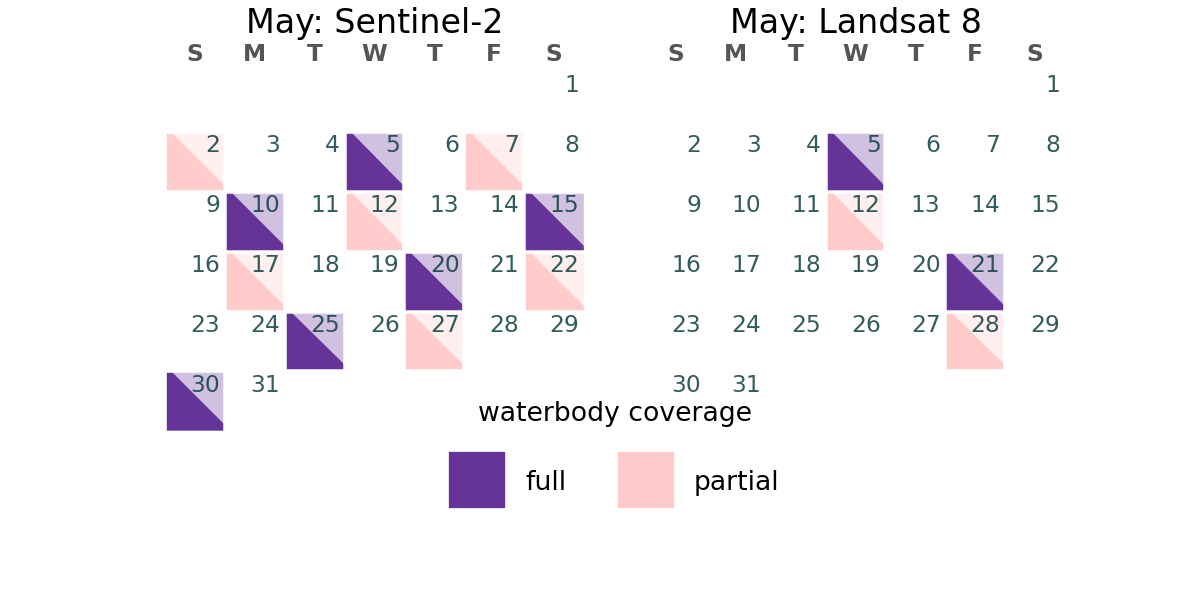 May: Sentinel-2
S M T W T F S
1
2 3 4 5 6 7 8
9 10 11 12 13 14 15
16 17 18 19 20 21 22
23 24 25 26 27 28 29
30 31
May: Landsat 8
S M T W T F S
1
2 3 4 5 6 7 8
9 10 11 12 13 14 15
16 17 18 19 20 21 22
23 24 25 26 27 28 29
30 31
waterbody coverage
full
partial